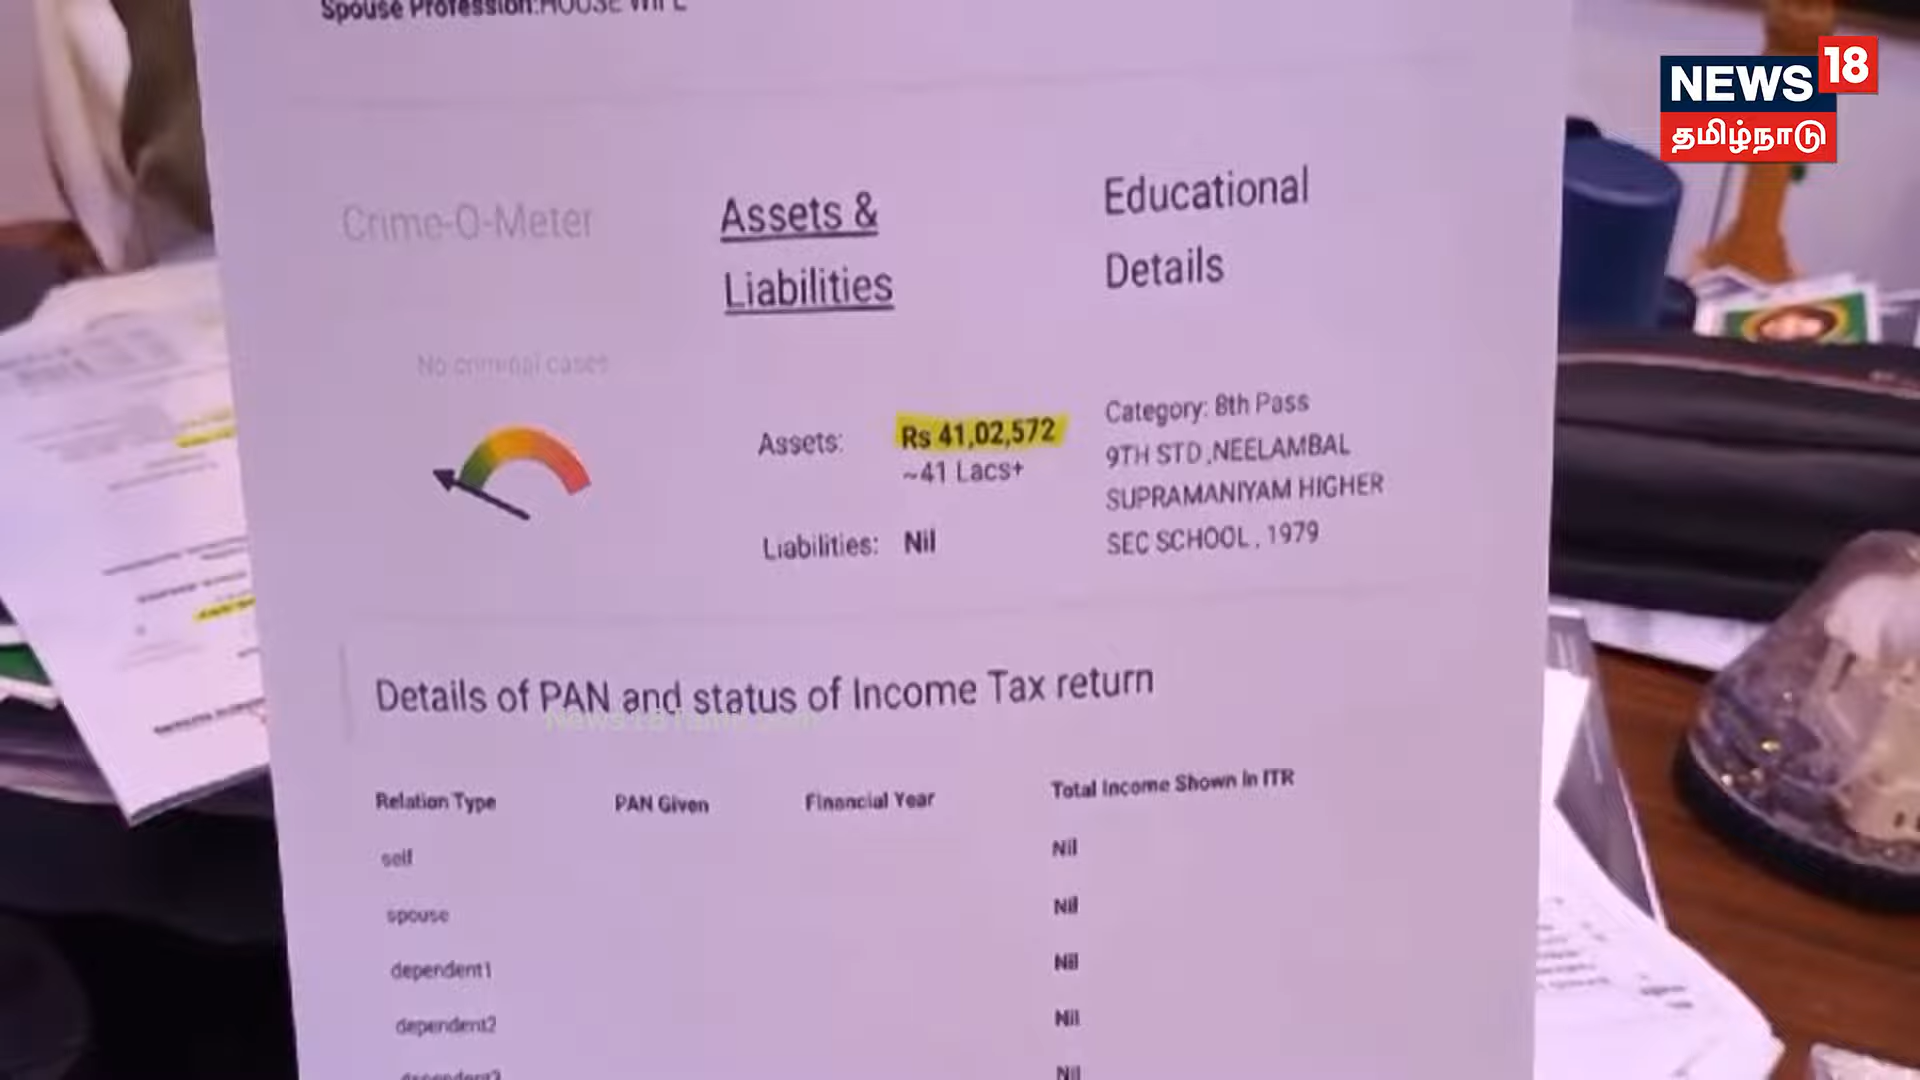 Spouse Profession:HOUSE WIFE
NEWS 18
தமிழ்நாடு
Crime-O-Meter
Assets &
Liabilities
Educational
Details
No criminal cases
Assets: Rs 41,02,572
~41 Lacs+
Liabilities: Nil
Category: 8th Pass
9TH STD ,NEELAMBAL
SUPRAMANIYAM HIGHER
SEC SCHOOL , 1979
Details of PAN and status of Income Tax return
News18Tamil.com
Relation Type PAN Given Financial Year Total Income Shown in ITR
self Nil
spouse Nil
dependent1 Nil
dependent2 Nil
dependent3 Nil